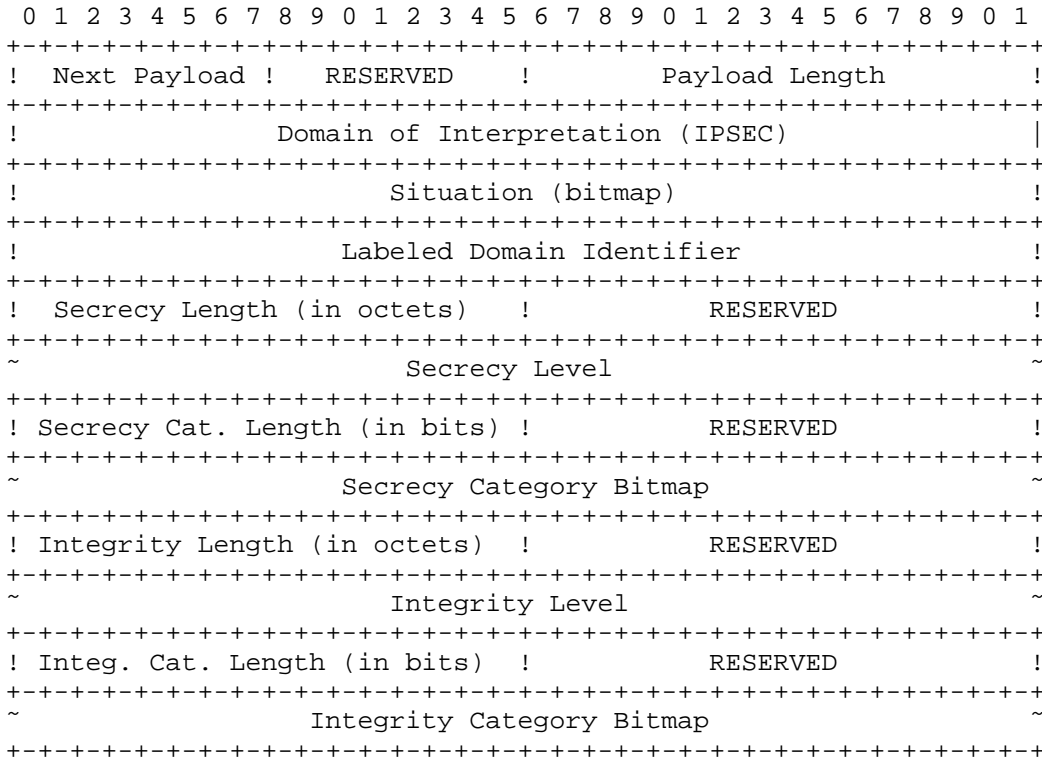 0 1 2 3 4 5 6 7 8 9 0 1 2 3 4 5 6 7 8 9 0 1 2 3 4 5 6 7 8 9 0 1
+-+-+-+-+-+-+-+-+-+-+-+-+-+-+-+-+-+-+-+-+-+-+-+-+-+-+-+-+-+-+-+-+
!  Next Payload !   RESERVED    !        Payload Length         !
+-+-+-+-+-+-+-+-+-+-+-+-+-+-+-+-+-+-+-+-+-+-+-+-+-+-+-+-+-+-+-+-+
!                Domain of Interpretation (IPSEC)               |
+-+-+-+-+-+-+-+-+-+-+-+-+-+-+-+-+-+-+-+-+-+-+-+-+-+-+-+-+-+-+-+-+
!                       Situation (bitmap)                      !
+-+-+-+-+-+-+-+-+-+-+-+-+-+-+-+-+-+-+-+-+-+-+-+-+-+-+-+-+-+-+-+-+
!                    Labeled Domain Identifier                  !
+-+-+-+-+-+-+-+-+-+-+-+-+-+-+-+-+-+-+-+-+-+-+-+-+-+-+-+-+-+-+-+-+
!  Secrecy Length (in octets)   !           RESERVED            !
+-+-+-+-+-+-+-+-+-+-+-+-+-+-+-+-+-+-+-+-+-+-+-+-+-+-+-+-+-+-+-+-+
~                        Secrecy Level                          ~
+-+-+-+-+-+-+-+-+-+-+-+-+-+-+-+-+-+-+-+-+-+-+-+-+-+-+-+-+-+-+-+-+
! Secrecy Cat. Length (in bits) !           RESERVED            !
+-+-+-+-+-+-+-+-+-+-+-+-+-+-+-+-+-+-+-+-+-+-+-+-+-+-+-+-+-+-+-+-+
~                    Secrecy Category Bitmap                    ~
+-+-+-+-+-+-+-+-+-+-+-+-+-+-+-+-+-+-+-+-+-+-+-+-+-+-+-+-+-+-+-+-+
! Integrity Length (in octets)  !           RESERVED            !
+-+-+-+-+-+-+-+-+-+-+-+-+-+-+-+-+-+-+-+-+-+-+-+-+-+-+-+-+-+-+-+-+
~                       Integrity Level                         ~
+-+-+-+-+-+-+-+-+-+-+-+-+-+-+-+-+-+-+-+-+-+-+-+-+-+-+-+-+-+-+-+-+
! Integ. Cat. Length (in bits)  !           RESERVED            !
+-+-+-+-+-+-+-+-+-+-+-+-+-+-+-+-+-+-+-+-+-+-+-+-+-+-+-+-+-+-+-+-+
~                  Integrity Category Bitmap                    ~
+-+-+-+-+-+-+-+-+-+-+-+-+-+-+-+-+-+-+-+-+-+-+-+-+-+-+-+-+-+-+-+-+